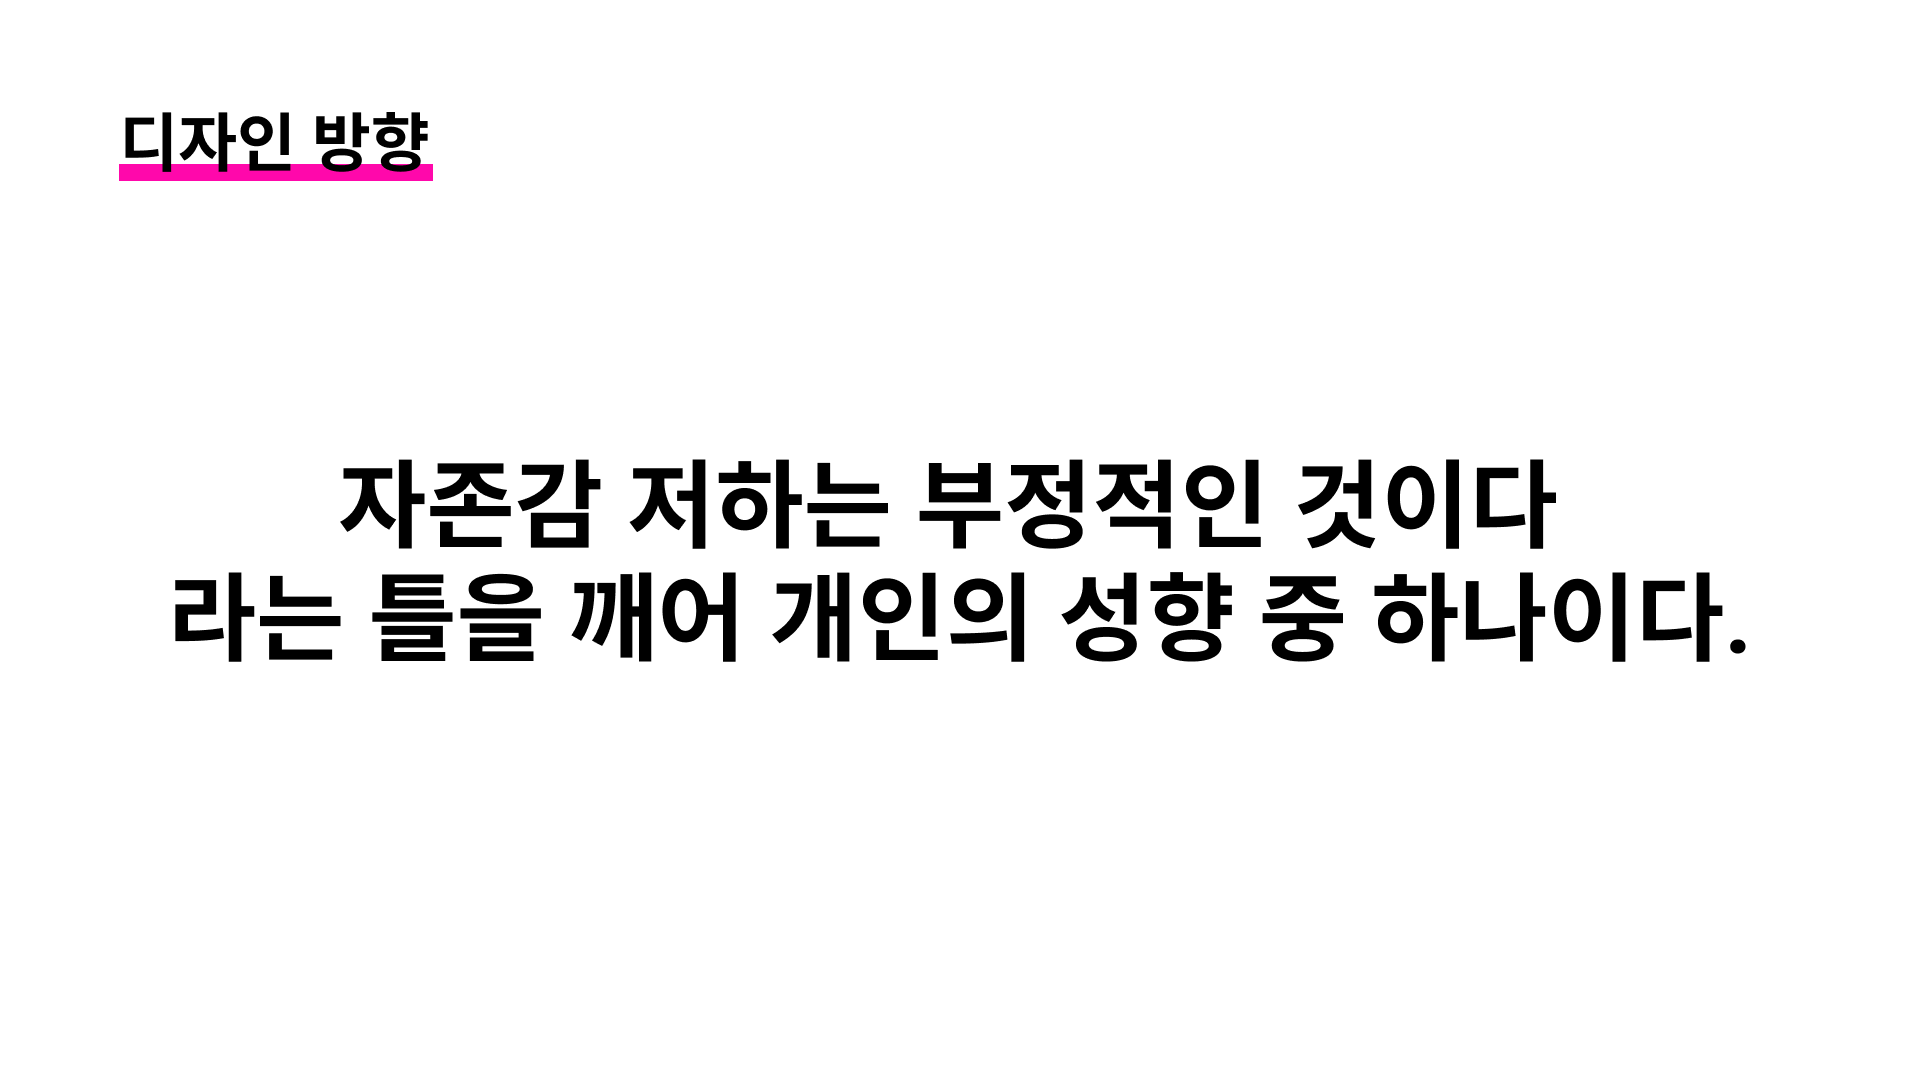 디자인 방향
자존감 저하는 부정적인 것이다
라는 틀을 깨어 개인의 성향 중 하나이다.